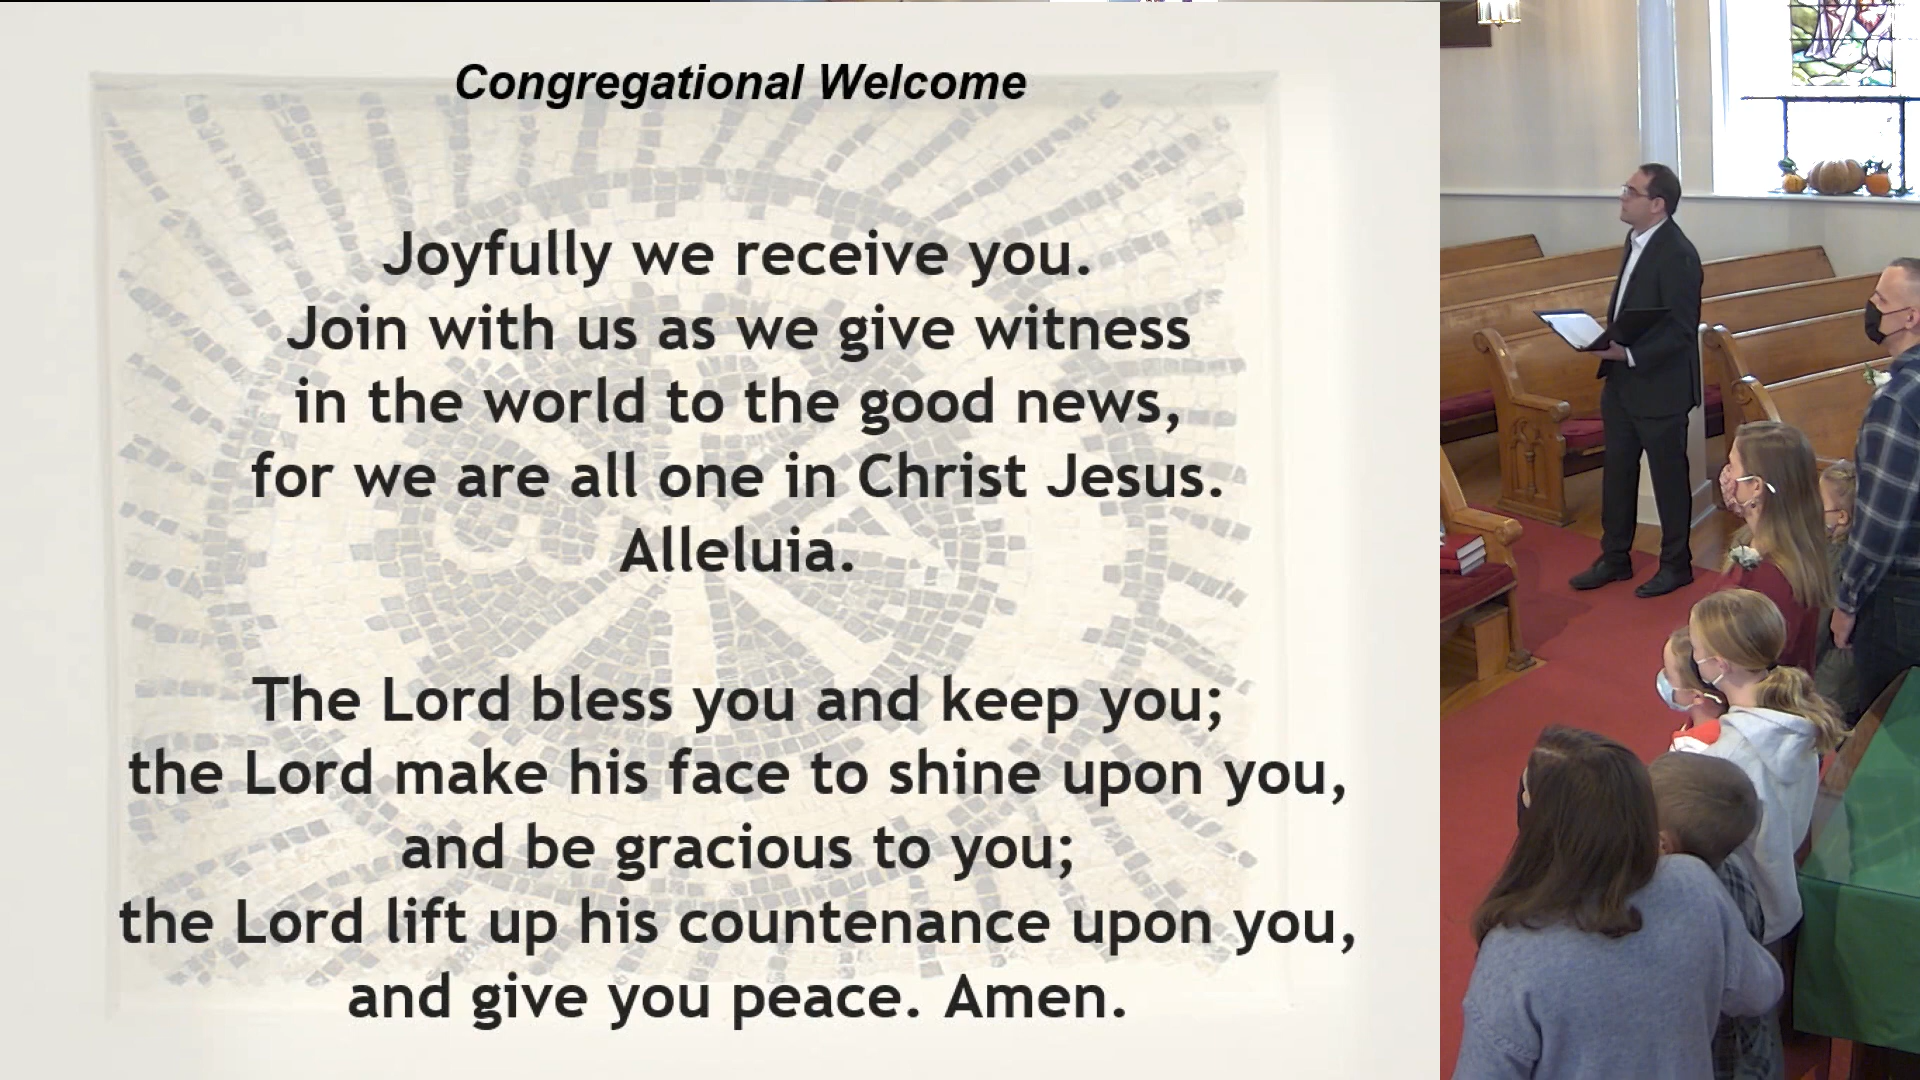 Congregational Welcome
Joyfully we receive you.
Join with us as we give witness
in the world to the good news,
for we are all one in Christ Jesus.
Alleluia.
The Lord bless you and keep you;
the Lord make his face to shine upon you,
and be gracious to you;
the Lord lift up his countenance upon you,
and give you peace. Amen.